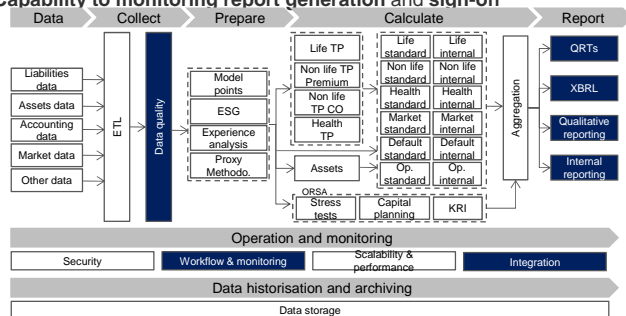 Capability to monitoring report generation and sign-on
Data
Collect
Prepare
Calculate
Report
Liabilities
data
Assets data
Accounting
data
Market data
Other data
ETL
Data quality
Model
points
ESG
Experience
analysis
Proxy
Methodo.
Life TP
Non life TP
Premium
Non life
TP CO
Health
TP
Assets
Life
standard
Life
internal
Non life
standard
Non life
internal
Health
standard
Health
internal
Market
standard
Market
internal
Default
standard
Default
internal
Op.
standard
Op.
internal
ORSA
Stress
tests
Capital
planning
KRI
Aggregation
QRTs
XBRL
Qualitative
reporting
Internal
reporting
Operation and monitoring
Security
Workflow & monitoring
Scalability &
performance
Integration
Data historisation and archiving
Data storage